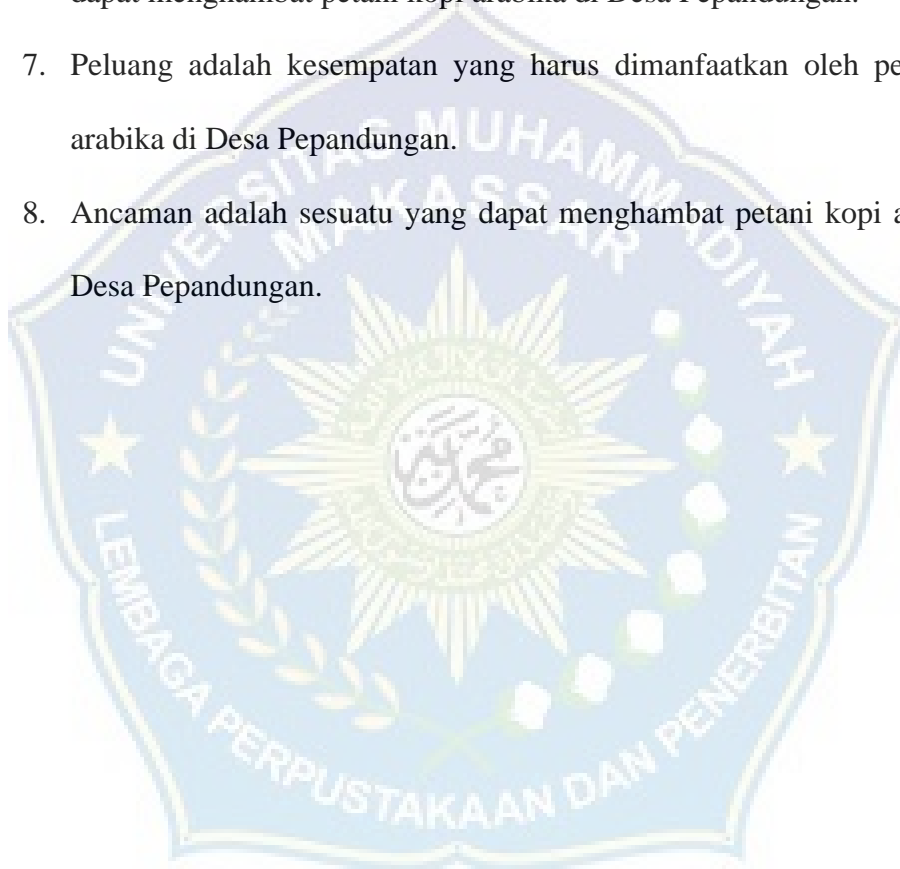 dapat menghambat petani kopi arabika di Desa Pepandungan.
7. Peluang adalah kesempatan yang harus dimanfaatkan oleh pe
arabika di Desa Pepandungan.
8. Ancaman adalah sesuatu yang dapat menghambat petani kopi a
Desa Pepandungan.
UNIVERSITAS MUHAMMADIYAH
MAKASSAR
LEMBAGA PERPUSTAKAAN DAN PENERBITAN